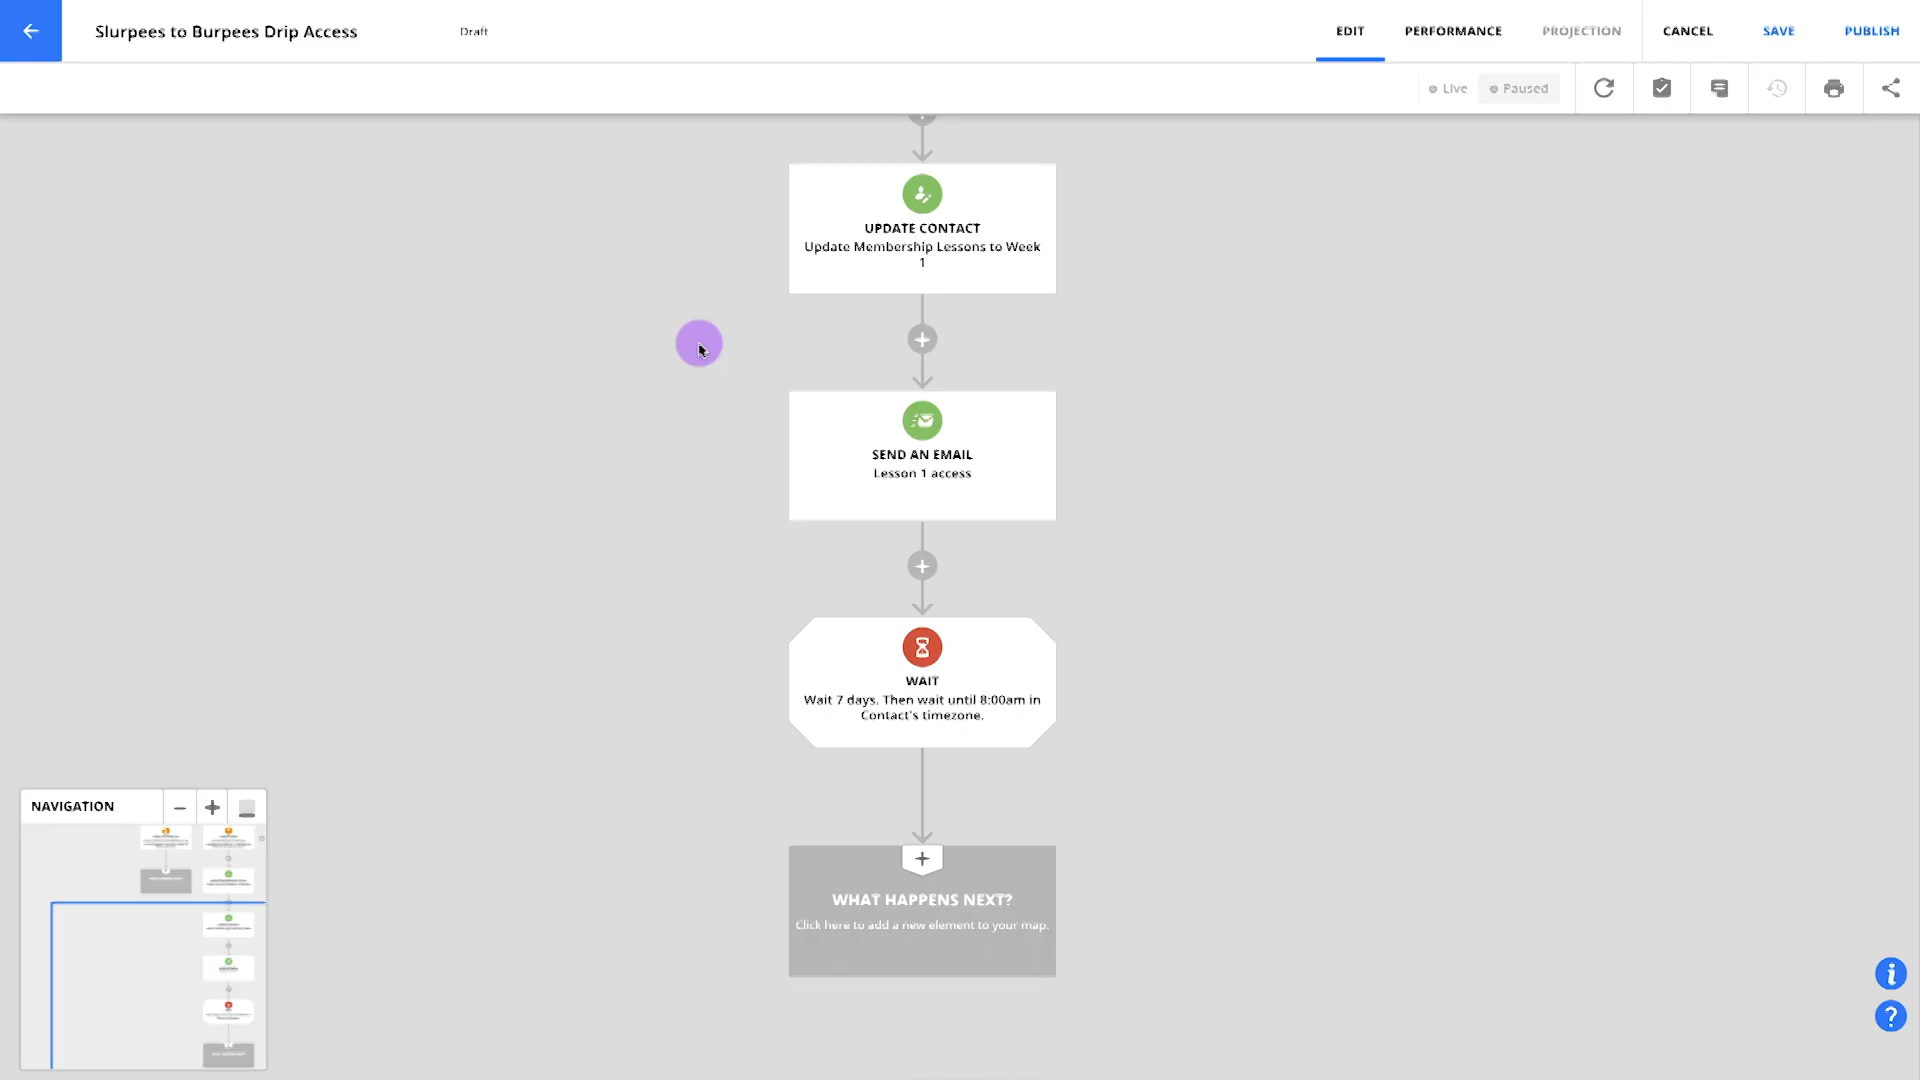 Slurpees to Burpees Drip Access
Draft
EDIT
PERFORMANCE
PROJECTION
CANCEL
SAVE
PUBLISH
Live
Paused
UPDATE CONTACT
Update Membership Lessons to Week
1
SEND AN EMAIL
Lesson 1 access
WAIT
Wait 7 days. Then wait until 8:00am in
Contact's timezone.
WHAT HAPPENS NEXT?
Click here to add a new element to your map.
NAVIGATION